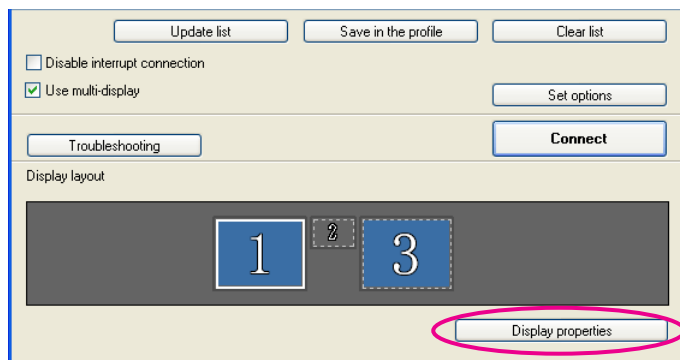 Update list Save in the profile Clear list
Disable interrupt connection
Use multi-display
Set options
Troubleshooting Connect
Display layout
1 2 3
Display properties